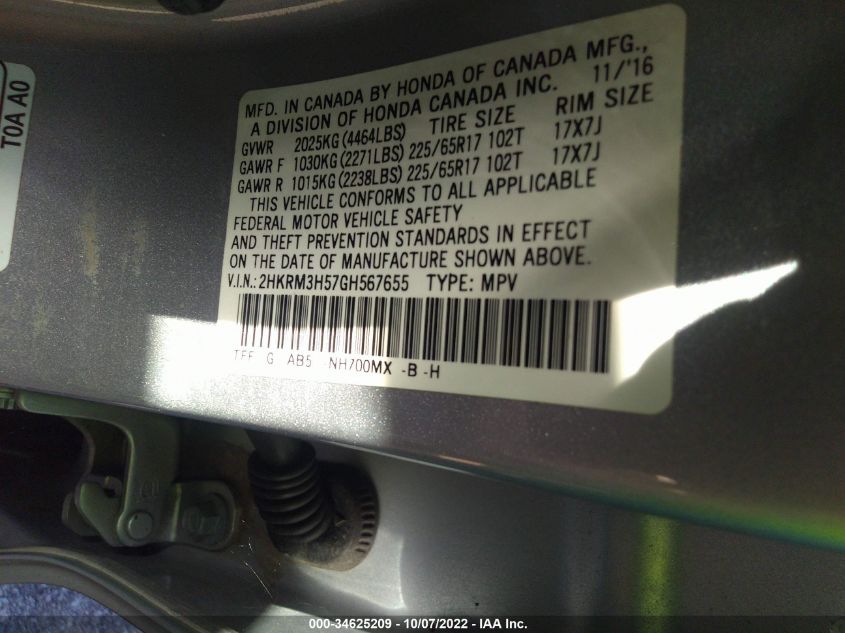 T0A A0
MFD. IN CANADA BY HONDA OF CANADA MFG.,
A DIVISION OF HONDA CANADA INC. 11/'16
GVWR 2025KG (4464LBS) TIRE SIZE RIM SIZE
GAWR F 1030KG (2271LBS) 225/65R17 102T 17X7J
GAWR R 1015KG (2238LBS) 225/65R17 102T 17X7J
THIS VEHICLE CONFORMS TO ALL APPLICABLE
FEDERAL MOTOR VEHICLE SAFETY
AND THEFT PREVENTION STANDARDS IN EFFECT
ON THE DATE OF MANUFACTURE SHOWN ABOVE.
V.I.N.: 2HKRM3H57GH567655 TYPE: MPV
G AB5 NH700MX -B -H
000-34625209 - 10/07/2022 - IAA Inc.